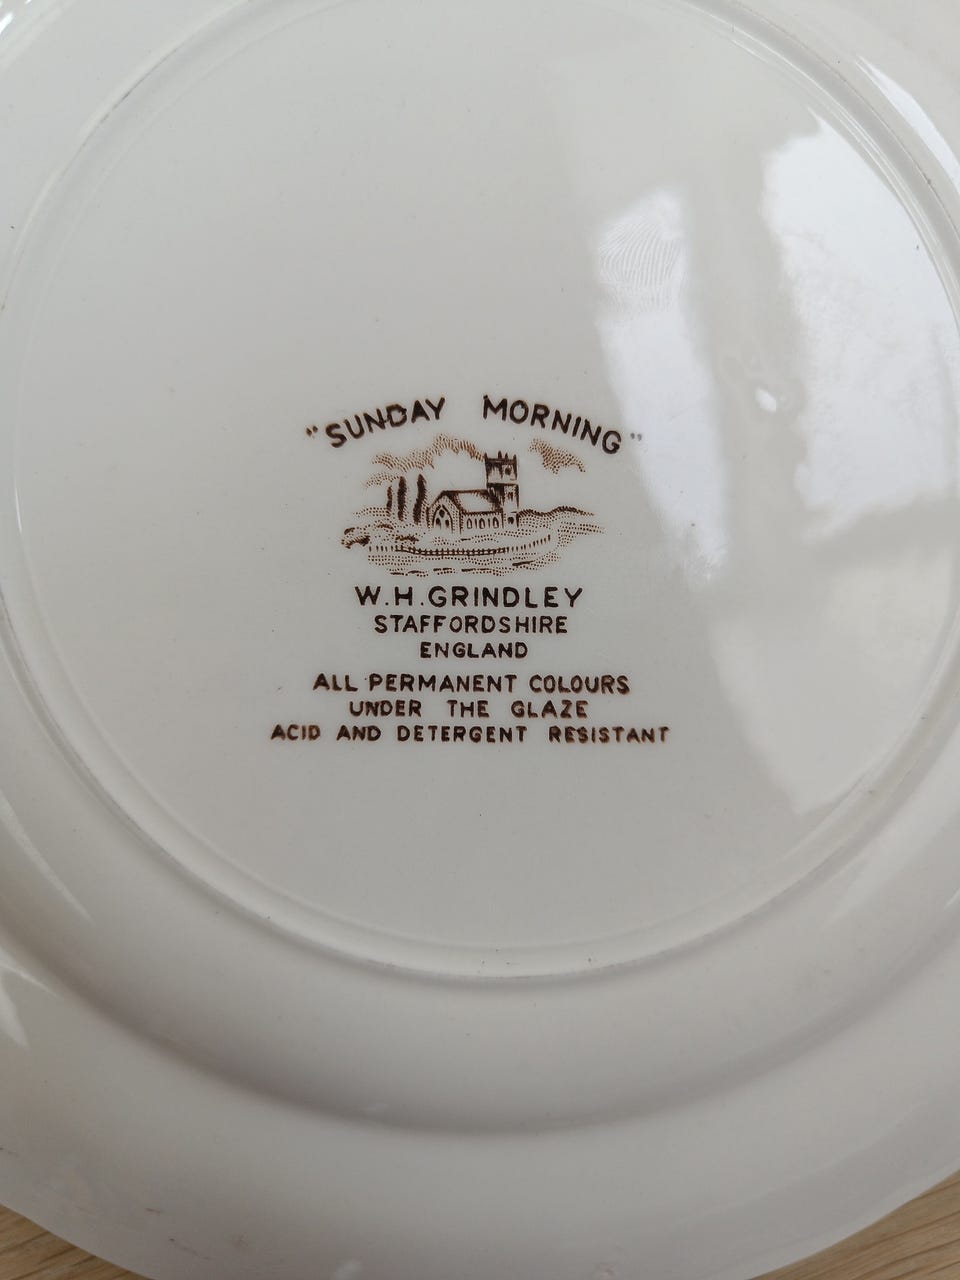 "SUNDAY MORNING"
W.H.GRINDLEY
STAFFORDSHIRE
ENGLAND
ALL PERMANENT COLOURS
UNDER THE GLAZE
ACID AND DETERGENT RESISTANT